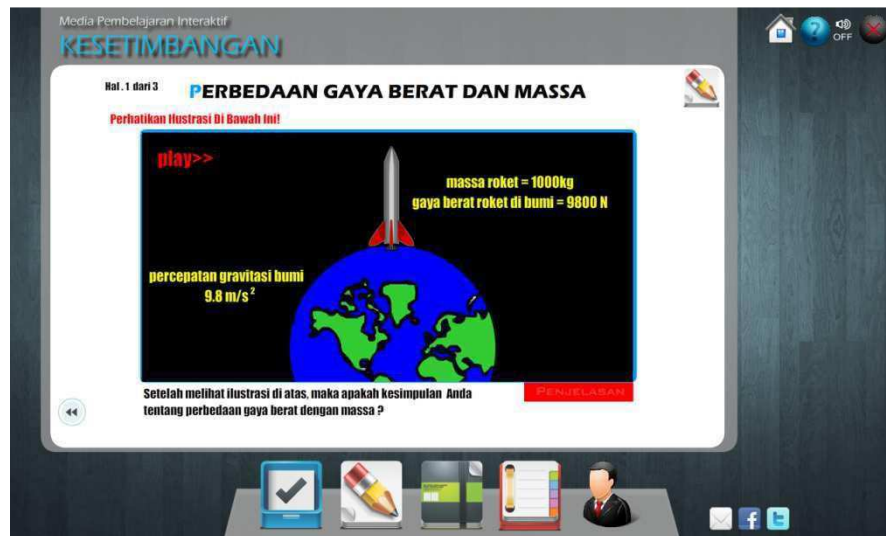 Media Pembelajaran Interaktif
KESETIMBANGAN
OFF
Hal . 1 dari 3
PERBEDAAN GAYA BERAT DAN MASSA
Perhatikan Ilustrasi Di Bawah Ini!
play>>
massa roket = 1000kg
gaya berat roket di bumi = 9800 N
percepatan gravitasi bumi
9.8 m/s²
Setelah melihat ilustrasi di atas, maka apakah kesimpulan Anda
tentang perbedaan gaya berat dengan massa ?
PENJELASAN